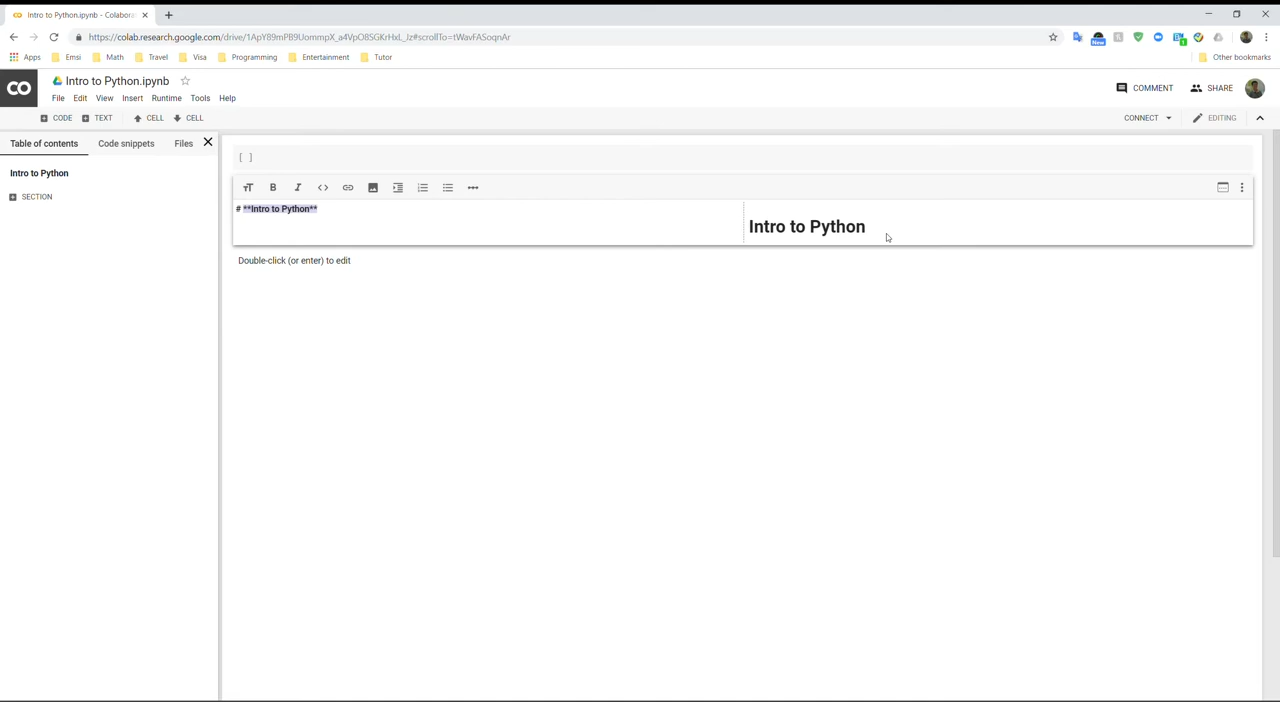 Intro to Python.ipynb - Colabora
https://colab.research.google.com/drive/1ApY89mPB9UommpX_a4VpO8SGKrHxL_Jz#scrollTo=tWavFASoqnAr
New
1
Apps Emsi Math Travel Visa Programming Entertainment Tutor Other bookmarks
CO Intro to Python.ipynb
File Edit View Insert Runtime Tools Help
COMMENT SHARE
CODE TEXT CELL CELL CONNECT EDITING
Table of contents Code snippets Files
Intro to Python
SECTION
[ ]
# **Intro to Python**
Intro to Python
Double-click (or enter) to edit